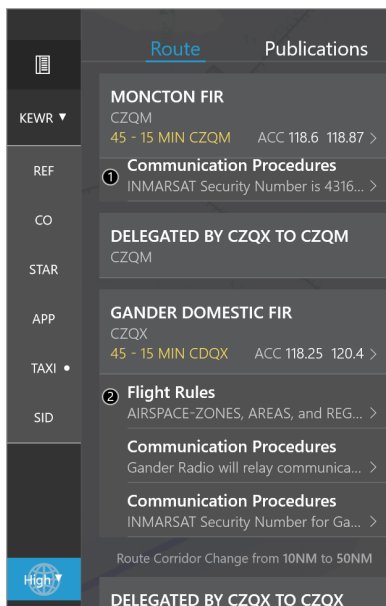 Route Publications
KEWR ▼
REF
CO
STAR
APP
TAXI •
SID
High ▼
MONCTON FIR
CZQM
45 - 15 MIN CZQM ACC 118.6 118.87 >
1 Communication Procedures
INMARSAT Security Number is 4316... >
DELEGATED BY CZQX TO CZQM
CZQM
GANDER DOMESTIC FIR
CZQX
45 - 15 MIN CDQX ACC 118.25 120.4 >
2 Flight Rules
AIRSPACE-ZONES, AREAS, and REG... >
Communication Procedures
Gander Radio will relay communica... >
Communication Procedures
INMARSAT Security Number for Ga... >
Route Corridor Change from 10NM to 50NM
DELEGATED BY CZQX TO CZQX